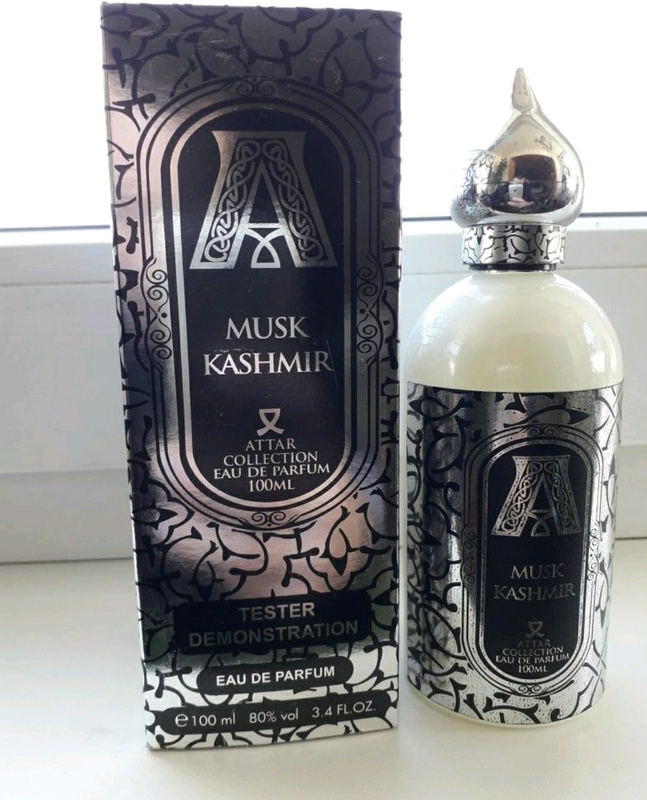 A
MUSK
KASHMIR
ATTAR
COLLECTION
EAU DE PARFUM
100ML
TESTER
DEMONSTRATION
EAU DE PARFUM
℮100 ml 80% vol 3.4 FL.OZ.
A
MUSK
KASHMIR
ATTAR
COLLECTION
EAU DE PARFUM
100ML